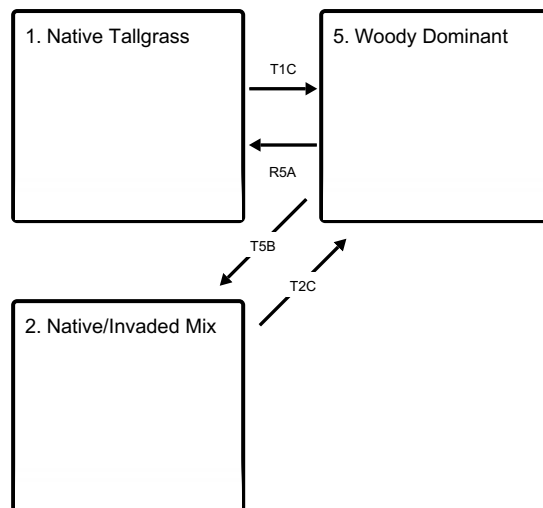 1. Native Tallgrass
5. Woody Dominant
T1C
R5A
T5B
T2C
2. Native/Invaded Mix